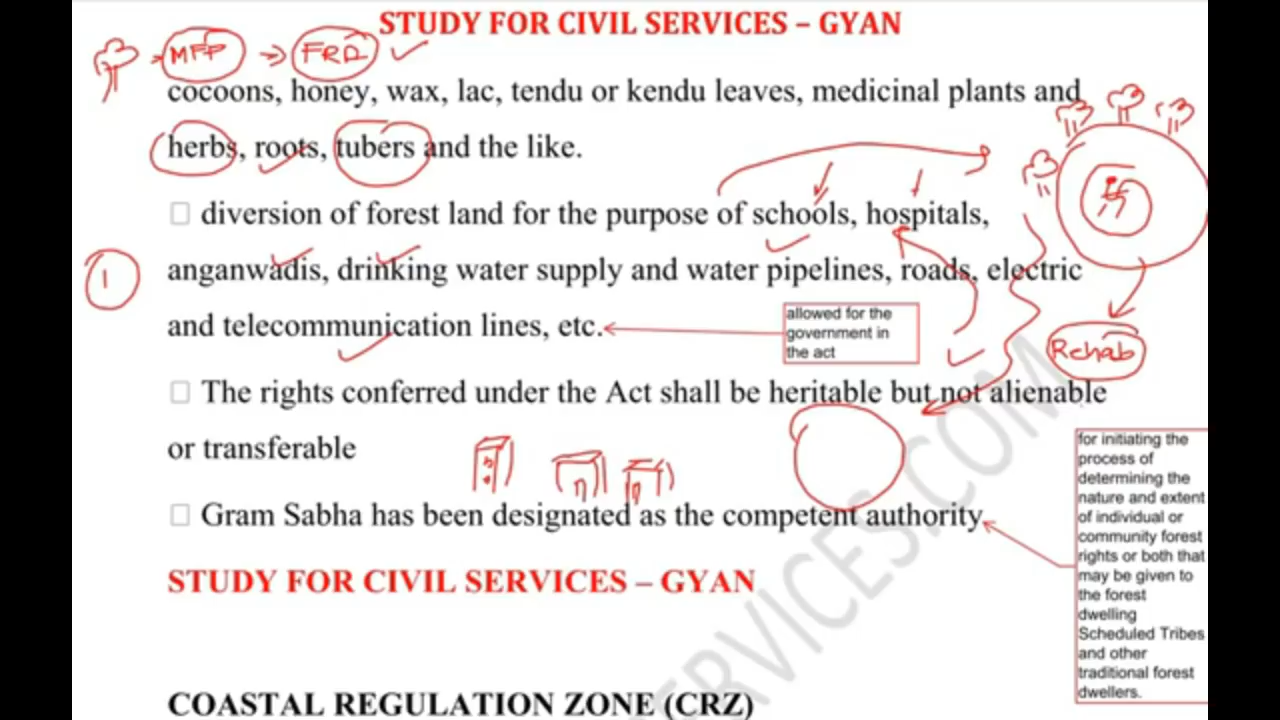 STUDY FOR CIVIL SERVICES – GYAN
MFP → FRA
cocoons, honey, wax, lac, tendu or kendu leaves, medicinal plants and
herbs, roots, tubers and the like.
diversion of forest land for the purpose of schools, hospitals,
1
anganwadis, drinking water supply and water pipelines, roads, electric
and telecommunication lines, etc.
allowed for the
government in
the act
Rehab
The rights conferred under the Act shall be heritable but not alienable
or transferable
Gram Sabha has been designated as the competent authority
for initiating the
process of
determining the
nature and extent
of individual or
community forest
rights or both that
may be given to
the forest
dwelling
Scheduled Tribes
and other
traditional forest
dwellers.
STUDY FOR CIVIL SERVICES – GYAN
COASTAL REGULATION ZONE (CRZ)
ERVICES.COM